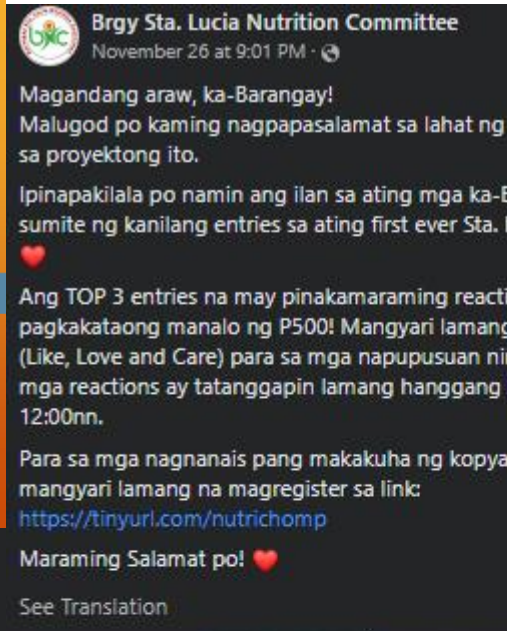 Brgy Sta. Lucia Nutrition Committee
November 26 at 9:01 PM ·
Magandang araw, ka-Barangay!
Malugod po kaming nagpapasalamat sa lahat ng
sa proyektong ito.
Ipinapakilala po namin ang ilan sa ating mga
sumite ng kanilang entries sa ating first ever Sta.
❤️
Ang TOP 3 entries na may pinakamaraming
pagkakataong manalo ng P500! Mangyari lamang
(Like, Love and Care) para sa mga napupusuan
mga reactions ay tatanggapin lamang hanggang
12:00nn.
Para sa mga nagnanais pang makakuha ng kopya
mangyari lamang na magregister sa link:
https://tinyurl.com/nutrichomp
Maraming Salamat po! ❤️
See Translation